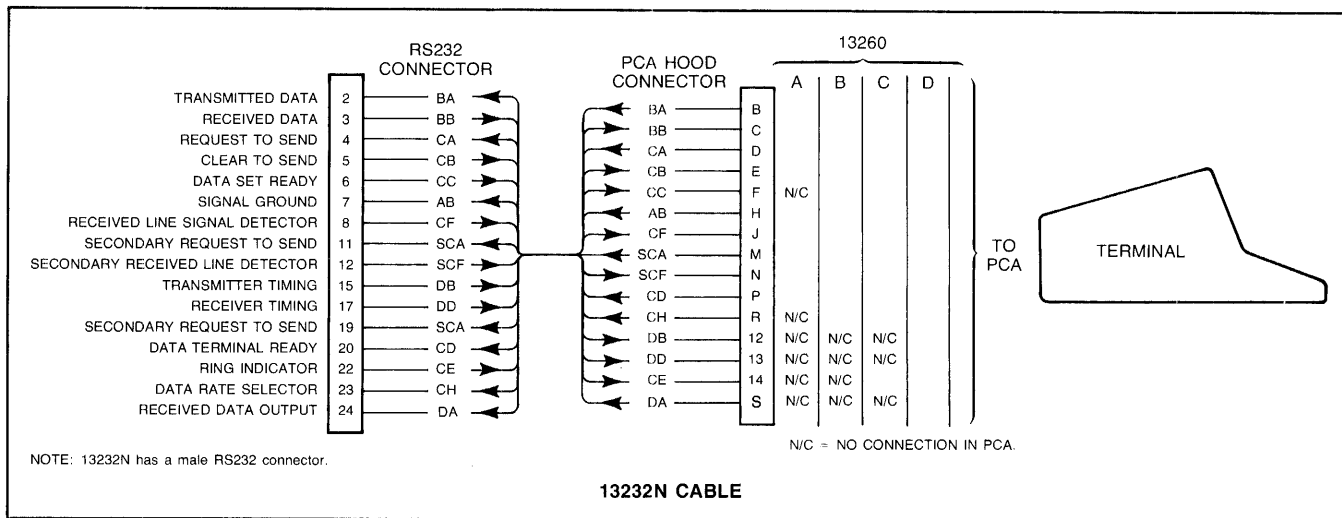 RS232
CONNECTOR
PCA HOOD
CONNECTOR
13260
A B C D
TRANSMITTED DATA 2 BA
RECEIVED DATA 3 BB
REQUEST TO SEND 4 CA
CLEAR TO SEND 5 CB
DATA SET READY 6 CC
SIGNAL GROUND 7 AB
RECEIVED LINE SIGNAL DETECTOR 8 CF
SECONDARY REQUEST TO SEND 11 SCA
SECONDARY RECEIVED LINE DETECTOR 12 SCF
TRANSMITTER TIMING 15 DB
RECEIVER TIMING 17 DD
SECONDARY REQUEST TO SEND 19 SCA
DATA TERMINAL READY 20 CD
RING INDICATOR 22 CE
DATA RATE SELECTOR 23 CH
RECEIVED DATA OUTPUT 24 DA
BA B
BB C
CA D
CB E
CC F N/C
AB H
CF J
SCA M
SCF N
CD P
CH R N/C
DB 12 N/C N/C N/C
DD 13 N/C N/C N/C
CE 14 N/C N/C
DA S N/C N/C N/C
TO
PCA
TERMINAL
N/C = NO CONNECTION IN PCA.
NOTE: 13232N has a male RS232 connector.
13232N CABLE